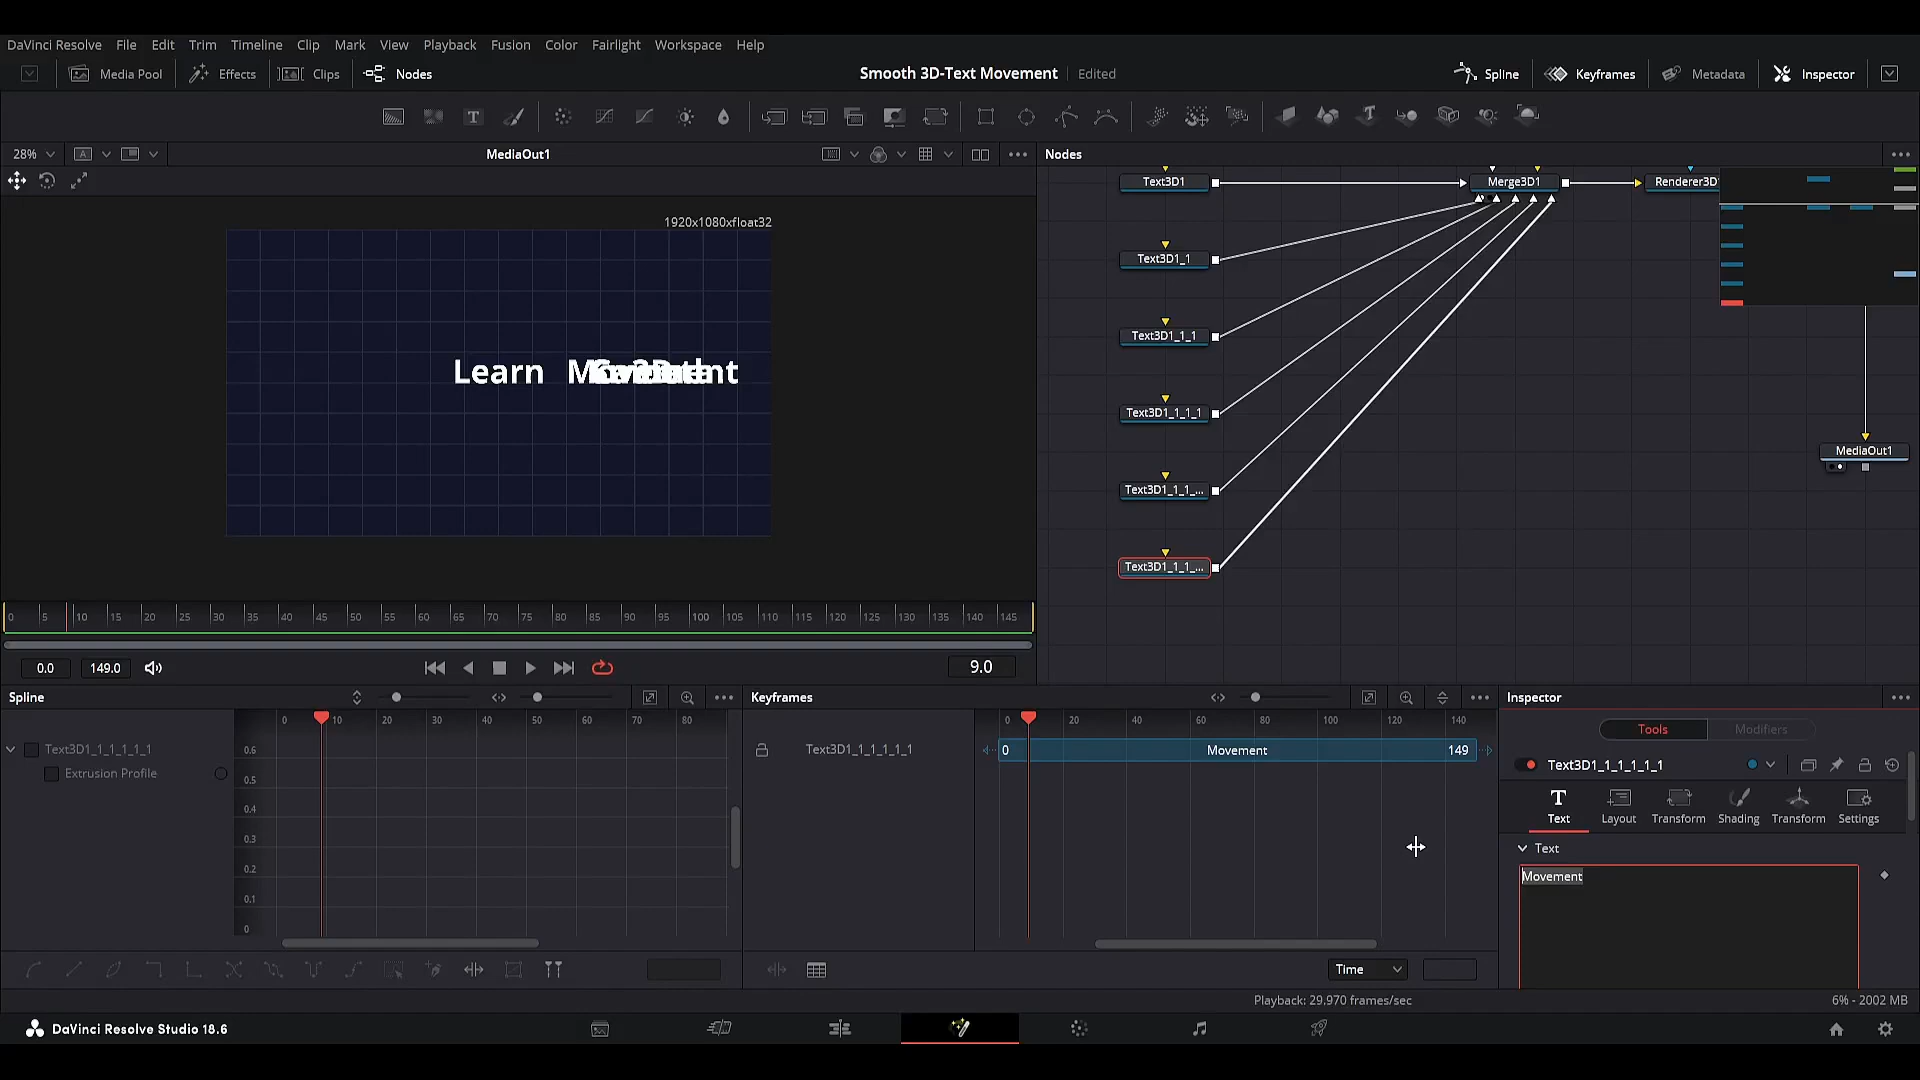 DaVinci Resolve File Edit Trim Timeline Clip Mark View Playback Fusion Color Fairlight Workspace Help
Media Pool Effects Clips Nodes Smooth 3D-Text Movement Edited Spline Keyframes Metadata Inspector
28% A MediaOut1 Nodes
1920x1080xfloat32
Text3D1 Merge3D1 Renderer3D
Text3D1_1
Text3D1_1_1
Text3D1_1_1_1
Text3D1_1_1_...
Text3D1_1_1_...
MediaOut1
Learn
0 5 10 15 20 25 30 35 40 45 50 55 60 65 70 75 80 85 90 95 100 105 110 115 120 125 130 135 140 145
0.0 149.0 9.0
Spline Keyframes Inspector
0 10 20 30 40 50 60 70 80
0 20 40 60 80 100 120 140
Tools Modifiers
Text3D1_1_1_1_1_1 0.6
Extrusion Profile
0.5
0.4
0.3
0.2
0.1
0
Text3D1_1_1_1_1_1 0 Movement 149
Text3D1_1_1_1_1_1
Text Layout Transform Shading Transform Settings
Text
Movement
Time
Playback: 29,970 frames/sec 6% - 2002 MB
DaVinci Resolve Studio 18.6